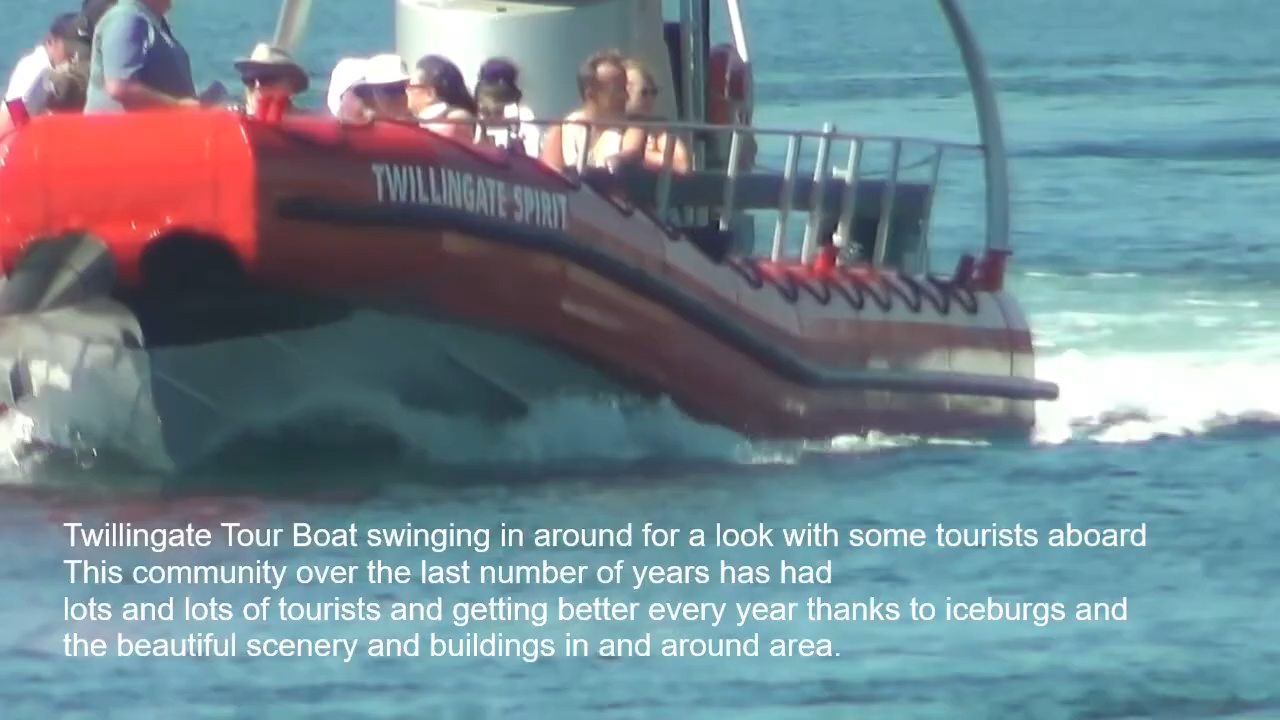 TWILLINGATE SPIRIT
Twillingate Tour Boat swinging in around for a look with some tourists aboard
This community over the last number of years has had
lots and lots of tourists and getting better every year thanks to iceburgs and
the beautiful scenery and buildings in and around area.